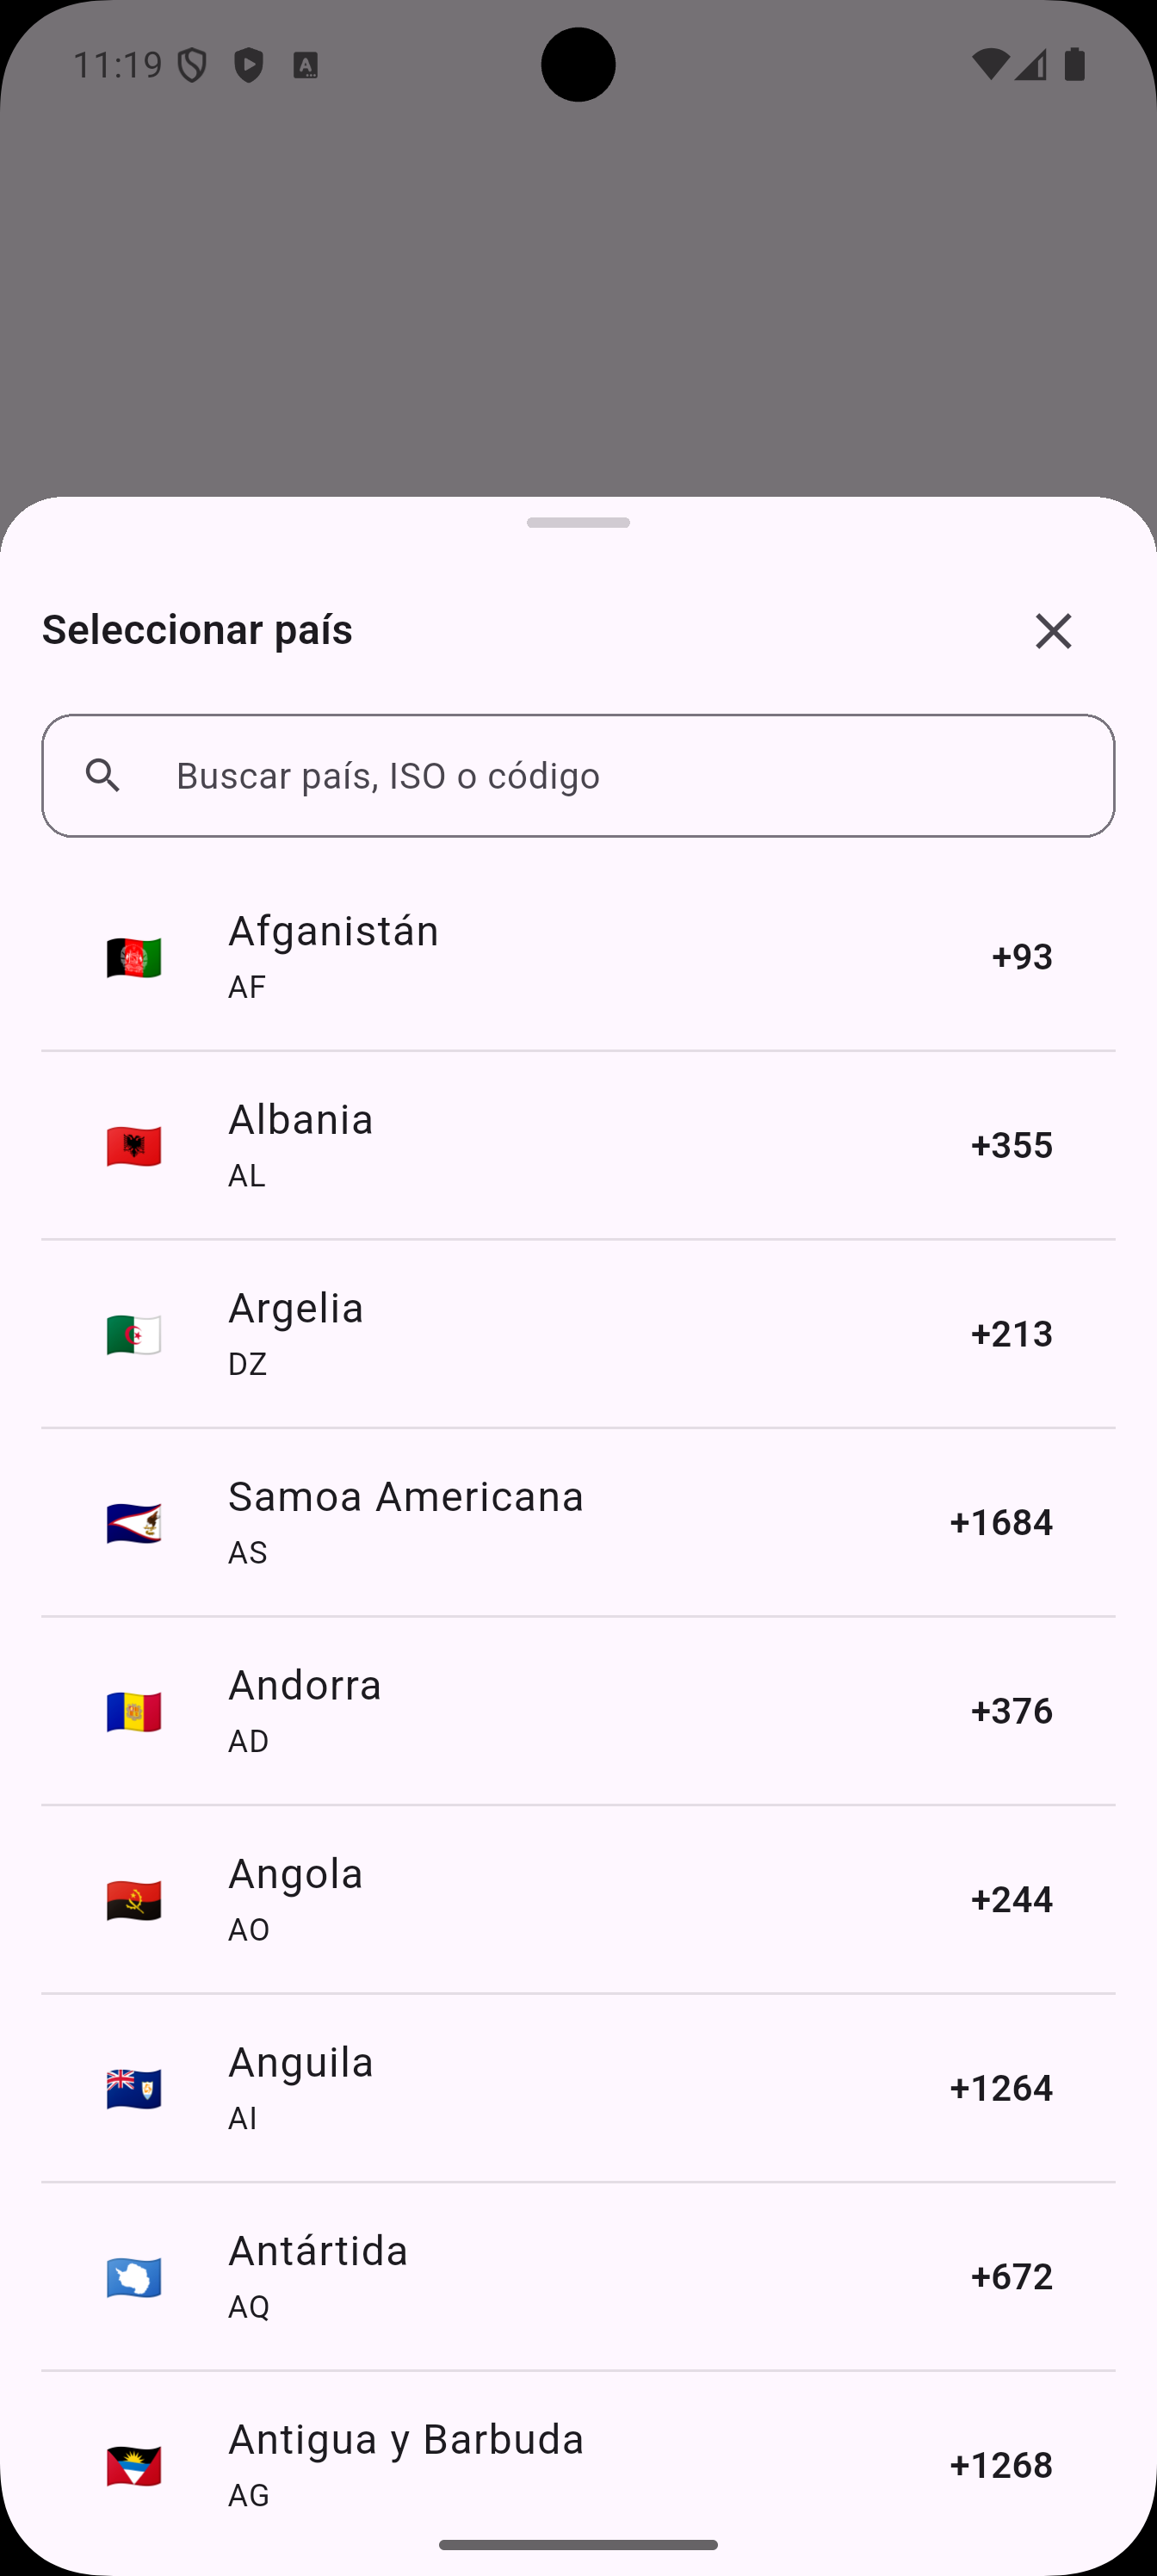 11:19
Seleccionar país
Buscar país, ISO o código
Afganistán
AF
+93
Albania
AL
+355
Argelia
DZ
+213
Samoa Americana
AS
+1684
Andorra
AD
+376
Angola
AO
+244
Anguila
AI
+1264
Antártida
AQ
+672
Antigua y Barbuda
AG
+1268